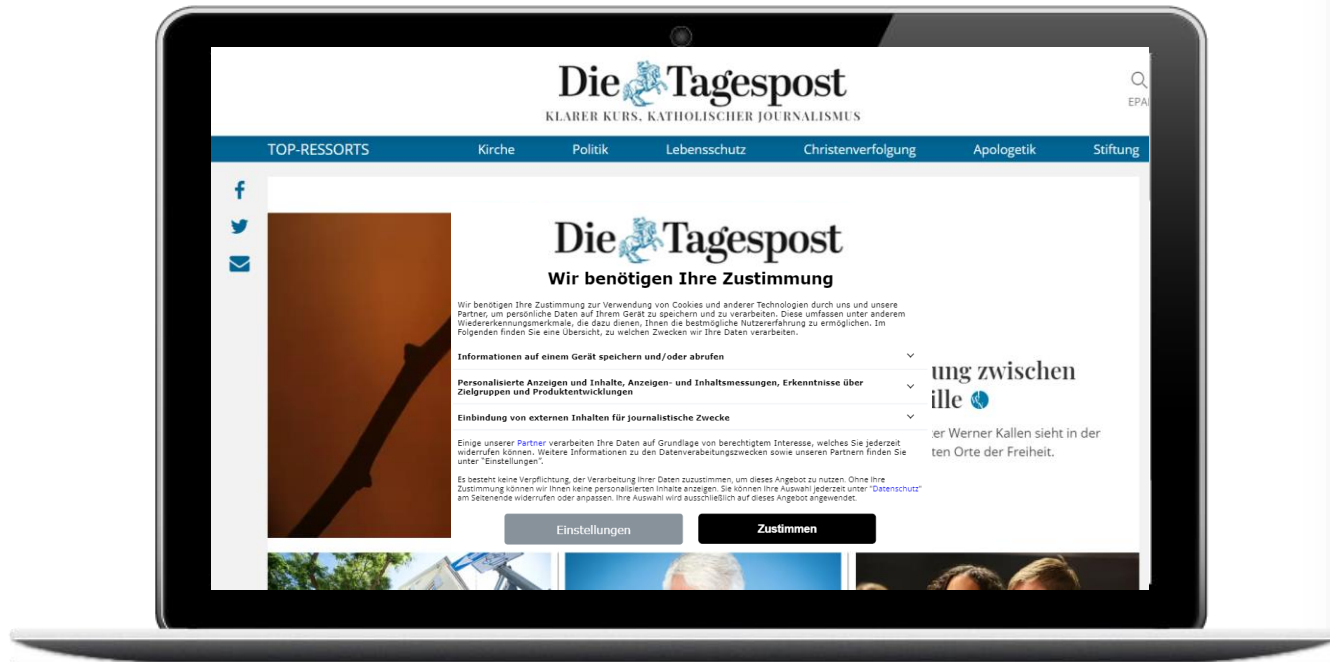 Die Tagespost
KLARER KURS, KATHOLISCHER JOURNALISMUS
EPA
TOP-RESSORTS Kirche Politik Lebensschutz Christenverfolgung Apologetik Stiftung
Die Tagespost
Wir benötigen Ihre Zustimmung
Wir benötigen Ihre Zustimmung zur Verwendung von Cookies und anderer Technologien durch uns und unsere
Partner, um persönliche Daten auf Ihrem Gerät zu speichern und zu verarbeiten. Diese umfassen unter anderem
Wiedererkennungsmerkmale, die dazu dienen, Ihnen die bestmögliche Nutzererfahrung zu ermöglichen. Im
Folgenden finden Sie eine Übersicht, zu welchen Zwecken wir Ihre Daten verarbeiten.
Informationen auf einem Gerät speichern und/oder abrufen
Personalisierte Anzeigen und Inhalte, Anzeigen- und Inhaltsmessungen, Erkenntnisse über
Zielgruppen und Produktentwicklungen
Einbindung von externen Inhalten für journalistische Zwecke
Einige unserer Partner verarbeiten Ihre Daten auf Grundlage von berechtigtem Interesse, welches Sie jederzeit
widerrufen können. Weitere Informationen zu den Datenverabeitungszwecken sowie unseren Partnern finden Sie
unter "Einstellungen".
Es besteht keine Verpflichtung, der Verarbeitung Ihrer Daten zuzustimmen, um dieses Angebot zu nutzen. Ohne Ihre
Zustimmung können wir Ihnen keine personalisierten Inhalte anzeigen. Sie können Ihre Auswahl jederzeit unter "Datenschutz"
am Seitenende widerrufen oder anpassen. Ihre Auswahl wird ausschließlich auf dieses Angebot angewendet.
Einstellungen Zustimmen
ung zwischen
ille
er Werner Kallen sieht in der
ten Orte der Freiheit.